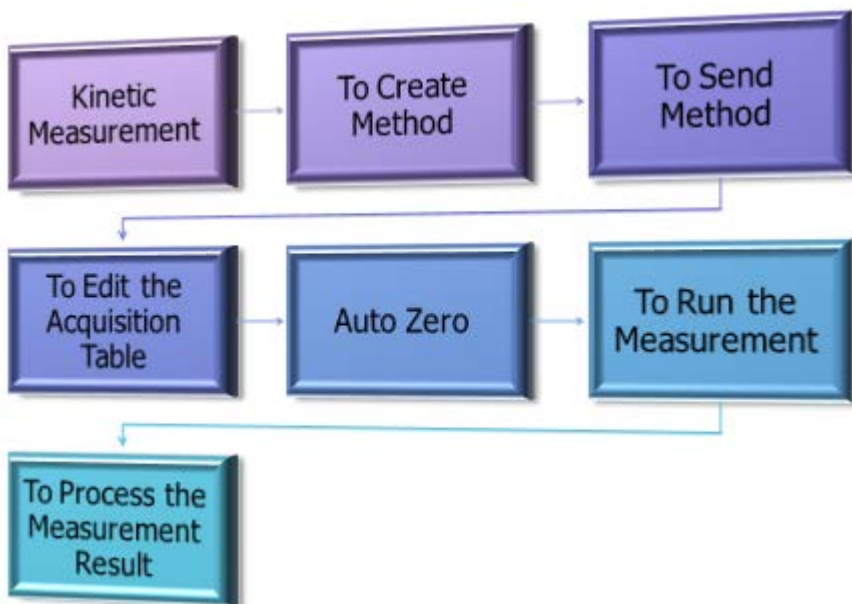 Kinetic
Measurement
To Create
Method
To Send
Method
To Edit the
Acquisition
Table
Auto Zero
To Run the
Measurement
To Process the
Measurement
Result